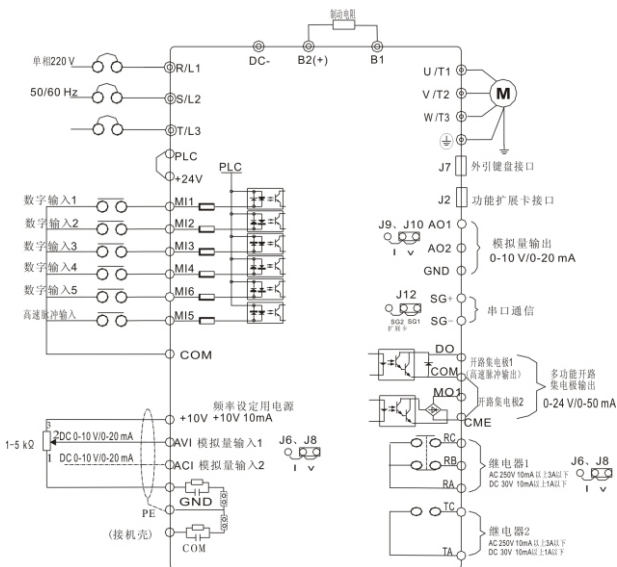 制动电阻
DC-
B2(+)
B1
单相220 V
R/L1
50/60 Hz
S/L2
T/L3
PLC
+24V
PLC
数字输入1
MI1
数字输入2
MI2
数字输入3
MI3
数字输入4
MI4
数字输入5
MI6
高速脉冲输入
MI5
COM
频率设定用电源
+10V
+10V 10mA
3
2
1
1~5 kΩ
DC 0-10 V/0-20 mA
AVI 模拟量输入1
DC 0-10 V/0-20 mA
ACI 模拟量输入2
J6、J8
I V
GND
PE
(接机壳)
COM
U/T1
V/T2
W/T3
M
J7 外引键盘接口
J2 功能扩展卡接口
J9、J10
I V
AO1
AO2
GND
模拟量输出
0-10 V/0-20 mA
J12
SG2 SG1
扩展卡
SG+
SG-
串口通信
DO
COM
开路集电极1
(高速脉冲输出)
MO1
开路集电极2
CME
多功能开路
集电极输出
0-24 V/0-50 mA
RC
RB
RA
继电器1
AC 250V 10mA以上3A以下
DC 30V 10mA以上1A以下
J6、J8
I V
TC
TA
继电器2
AC 250V 10mA以上3A以下
DC 30V 10mA以上1A以下